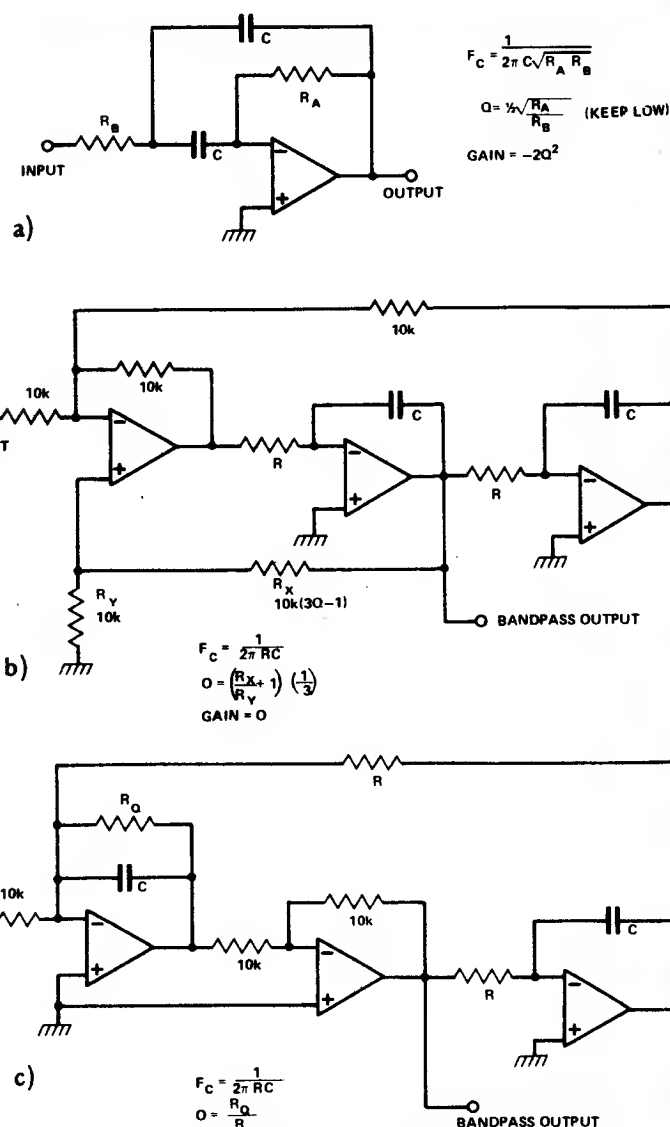 C
F_C = 1 / 2π C√R_A R_B
R_A
Q = ½√R_A / R_B (KEEP LOW)
R_B
C
GAIN = −2Q²
INPUT
−
+
OUTPUT
a)
10k
10k
10k
C
C
T
−
+
R
−
+
R
−
+
R_X
10k(3Q−1)
R_Y
10k
BANDPASS OUTPUT
b)
F_C = 1 / 2π RC
Q = (R_X / R_Y + 1) (1/3)
GAIN = Q
R
R_Q
10k
C
10k
10k
C
−
+
−
+
R
−
+
c)
F_C = 1 / 2π RC
Q = R_Q / R
BANDPASS OUTPUT